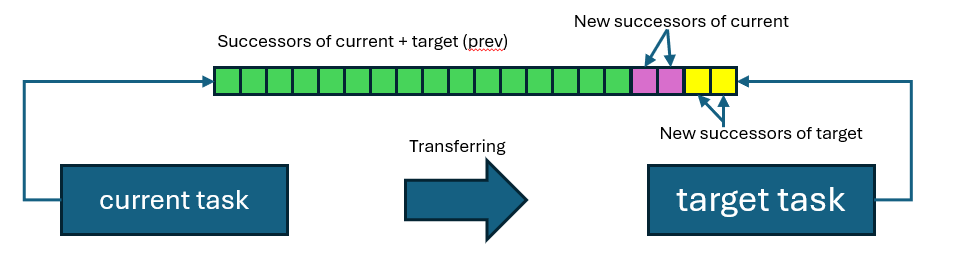 New successors of current
Successors of current + target (prev)
New successors of target
Transferring
current task
target task